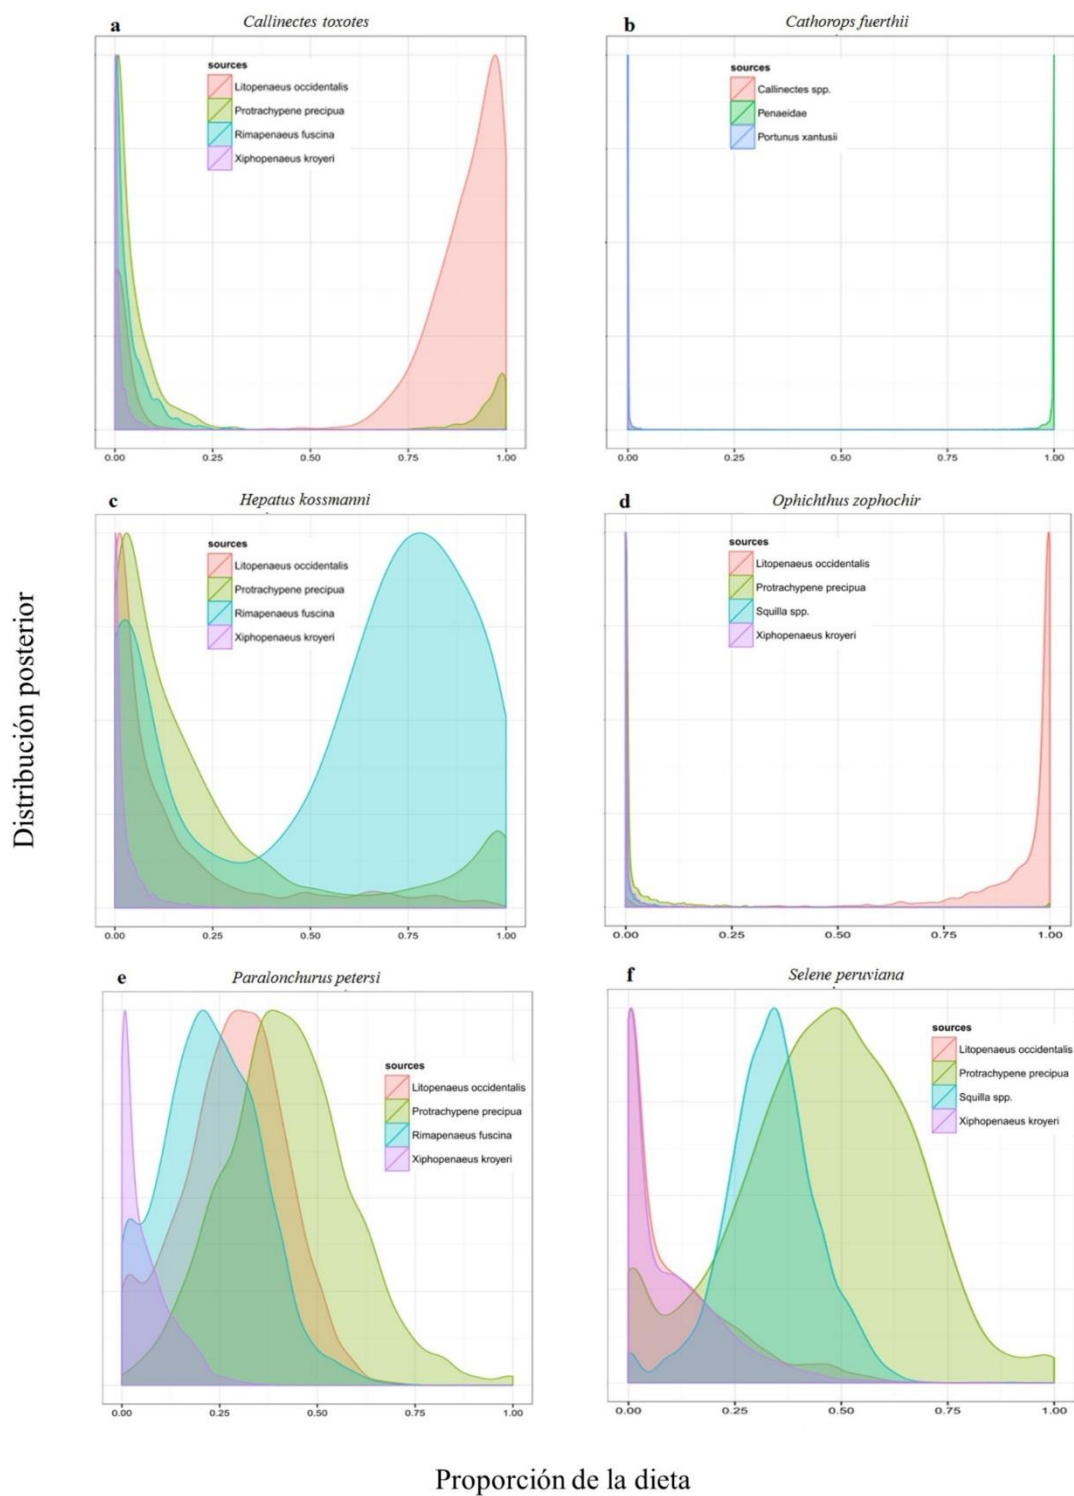 a Callinectes toxotes
sources
Litopenaeus occidentalis
Protrachypene precipua
Rimapenaeus fuscina
Xiphopenaeus kroyeri
0.00 0.25 0.50 0.75 1.00
b Cathorops fuerthii
sources
Callinectes spp.
Penaeidae
Portunus xantusii
0.00 0.25 0.50 0.75 1.00
c Hepatus kossmanni
sources
Litopenaeus occidentalis
Protrachypene precipua
Rimapenaeus fuscina
Xiphopenaeus kroyeri
0.00 0.25 0.50 0.75 1.00
d Ophichthus zophochir
sources
Litopenaeus occidentalis
Protrachypene precipua
Squilla spp.
Xiphopenaeus kroyeri
0.00 0.25 0.50 0.75 1.00
e Paralonchurus petersi
sources
Litopenaeus occidentalis
Protrachypene precipua
Rimapenaeus fuscina
Xiphopenaeus kroyeri
0.00 0.25 0.50 0.75 1.00
f Selene peruviana
sources
Litopenaeus occidentalis
Protrachypene precipua
Squilla spp.
Xiphopenaeus kroyeri
0.00 0.25 0.50 0.75 1.00
Distribución posterior
Proporción de la dieta